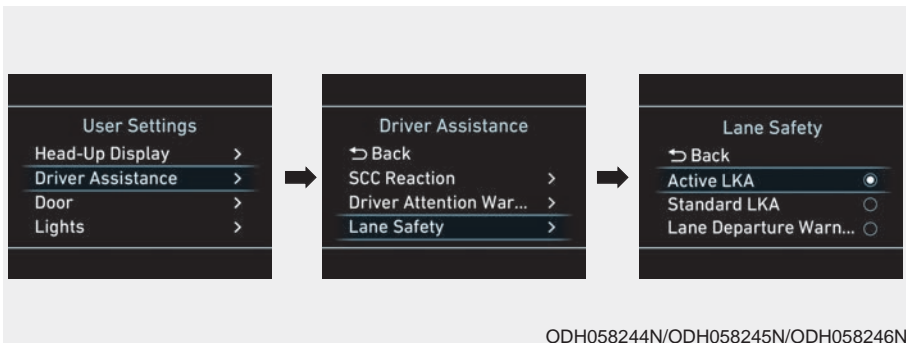 User Settings
Head-Up Display >
Driver Assistance >
Door >
Lights >
Driver Assistance
⮌ Back
SCC Reaction >
Driver Attention War... >
Lane Safety >
Lane Safety
⮌ Back
Active LKA
Standard LKA
Lane Departure Warn...
ODH058244N/ODH058245N/ODH058246N